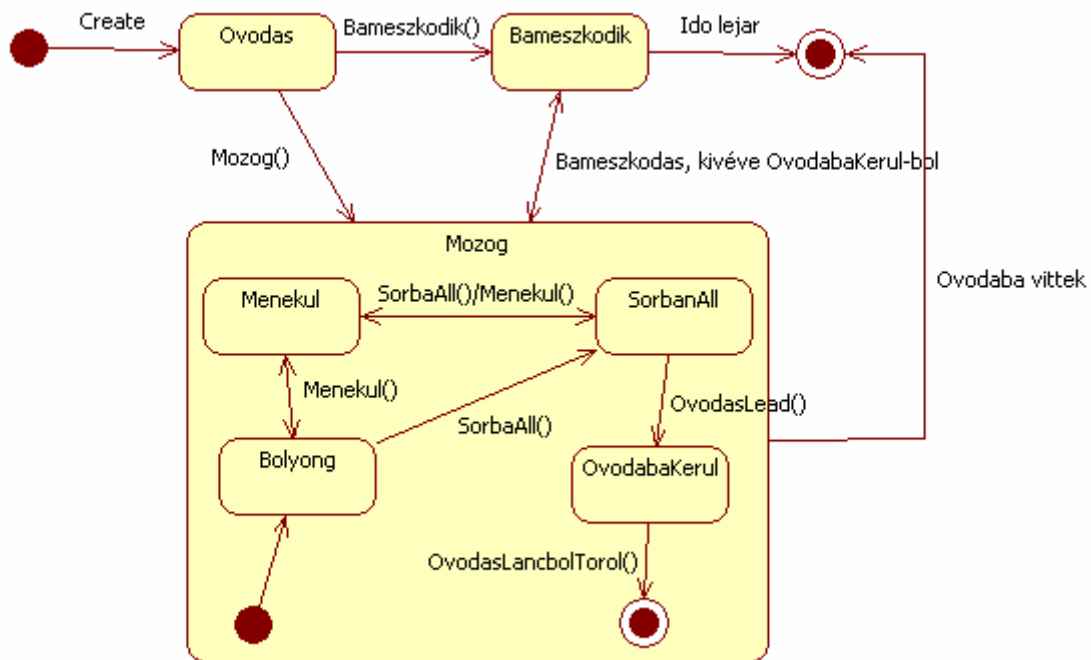 Create
Ovodas
Bameszkodik()
Bameszkodik
Ido lejar
Mozog()
Bameszkodas, kivéve OvodabaKerul-bol
Mozog
Menekul
SorbaAll()/Menekul()
SorbanAll
Ovodaba vittek
Menekul()
OvodasLead()
SorbaAll()
Bolyong
OvodabaKerul
OvodasLancbolTorol()